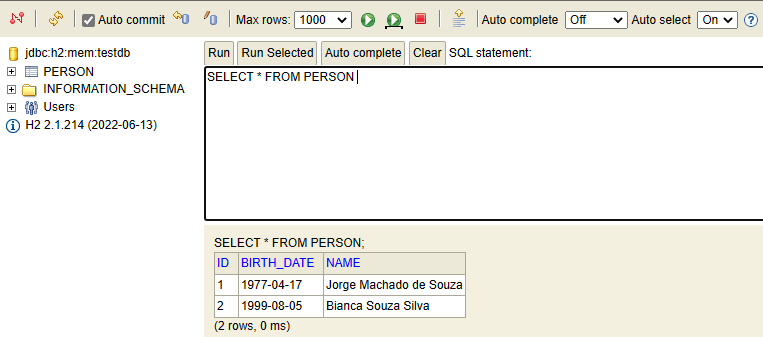 Auto commit Max rows: 1000 Auto complete Off Auto select On ?
jdbc:h2:mem:testdb
PERSON
INFORMATION_SCHEMA
Users
H2 2.1.214 (2022-06-13)
Run Run Selected Auto complete Clear SQL statement:
SELECT * FROM PERSON
SELECT * FROM PERSON;
ID BIRTH_DATE NAME
1 1977-04-17 Jorge Machado de Souza
2 1999-08-05 Bianca Souza Silva
(2 rows, 0 ms)